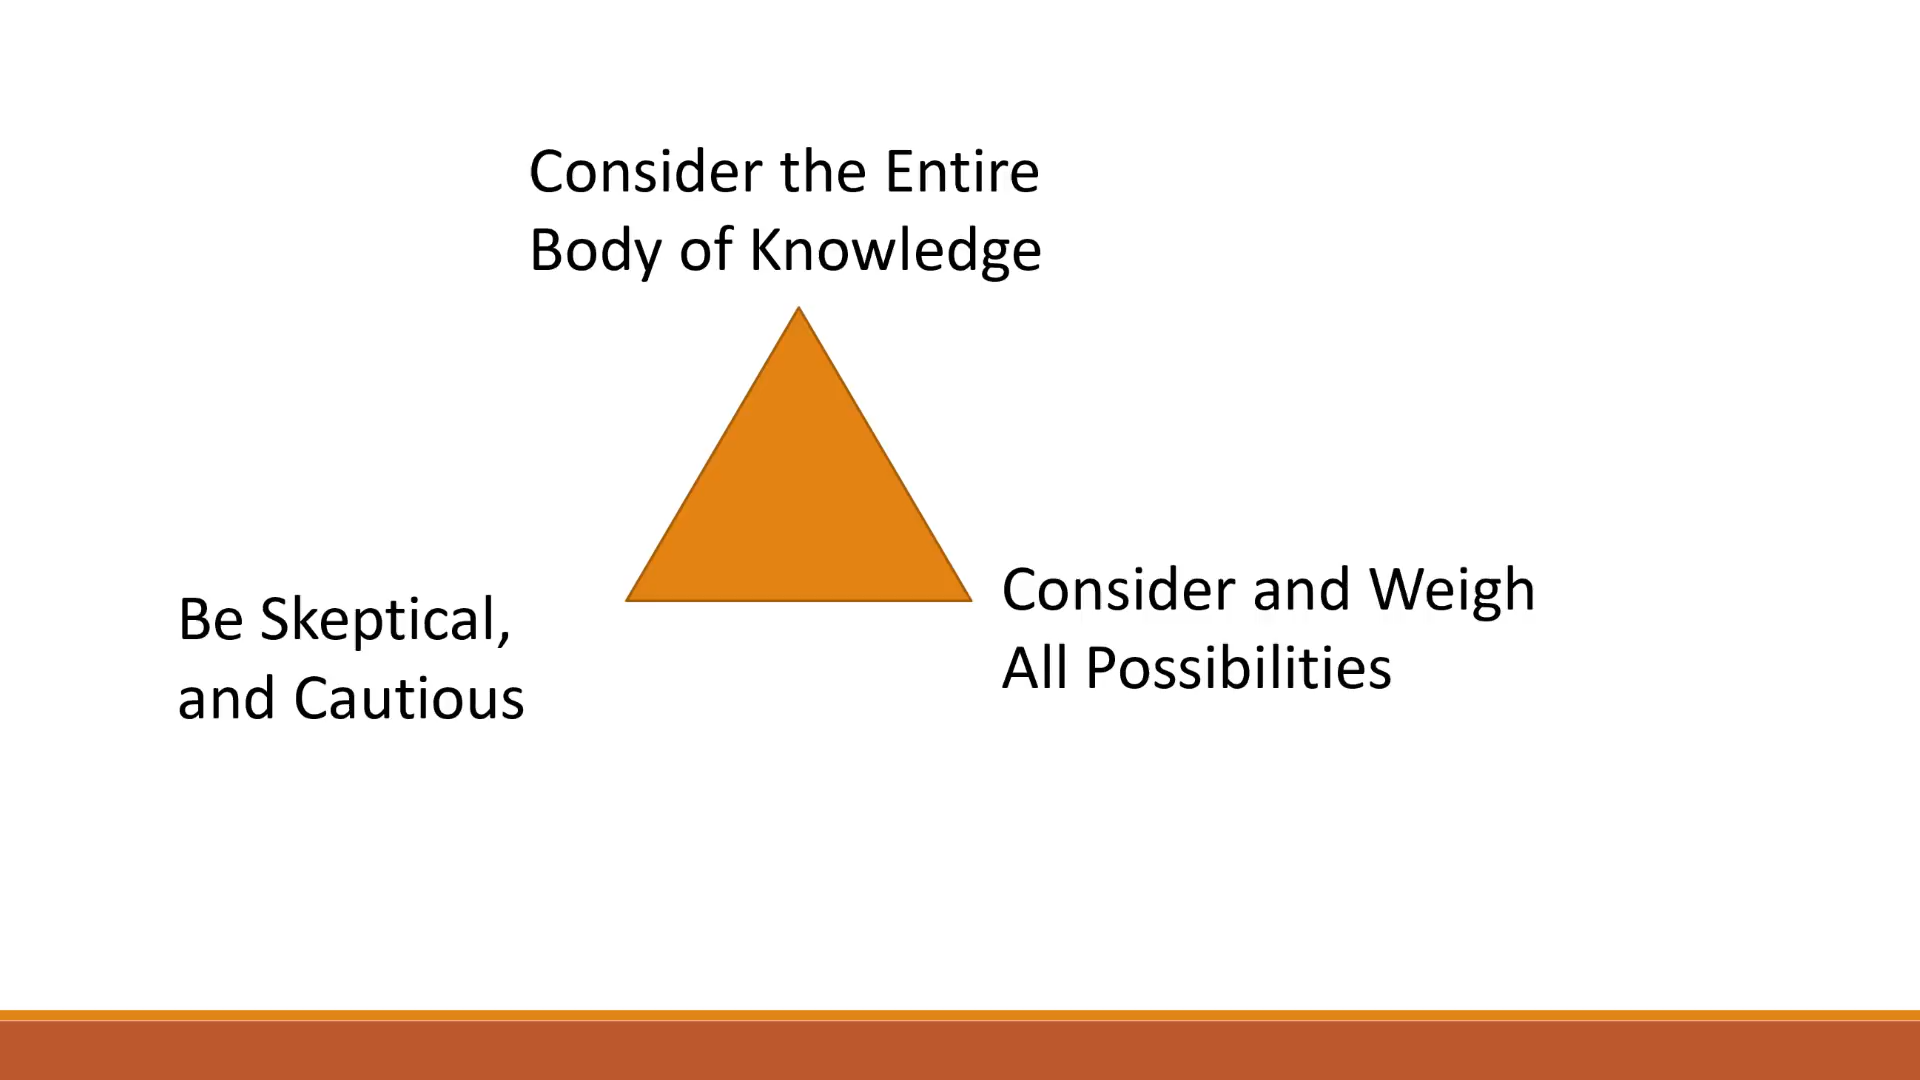 Consider the Entire
Body of Knowledge
Be Skeptical,
and Cautious
Consider and Weigh
All Possibilities